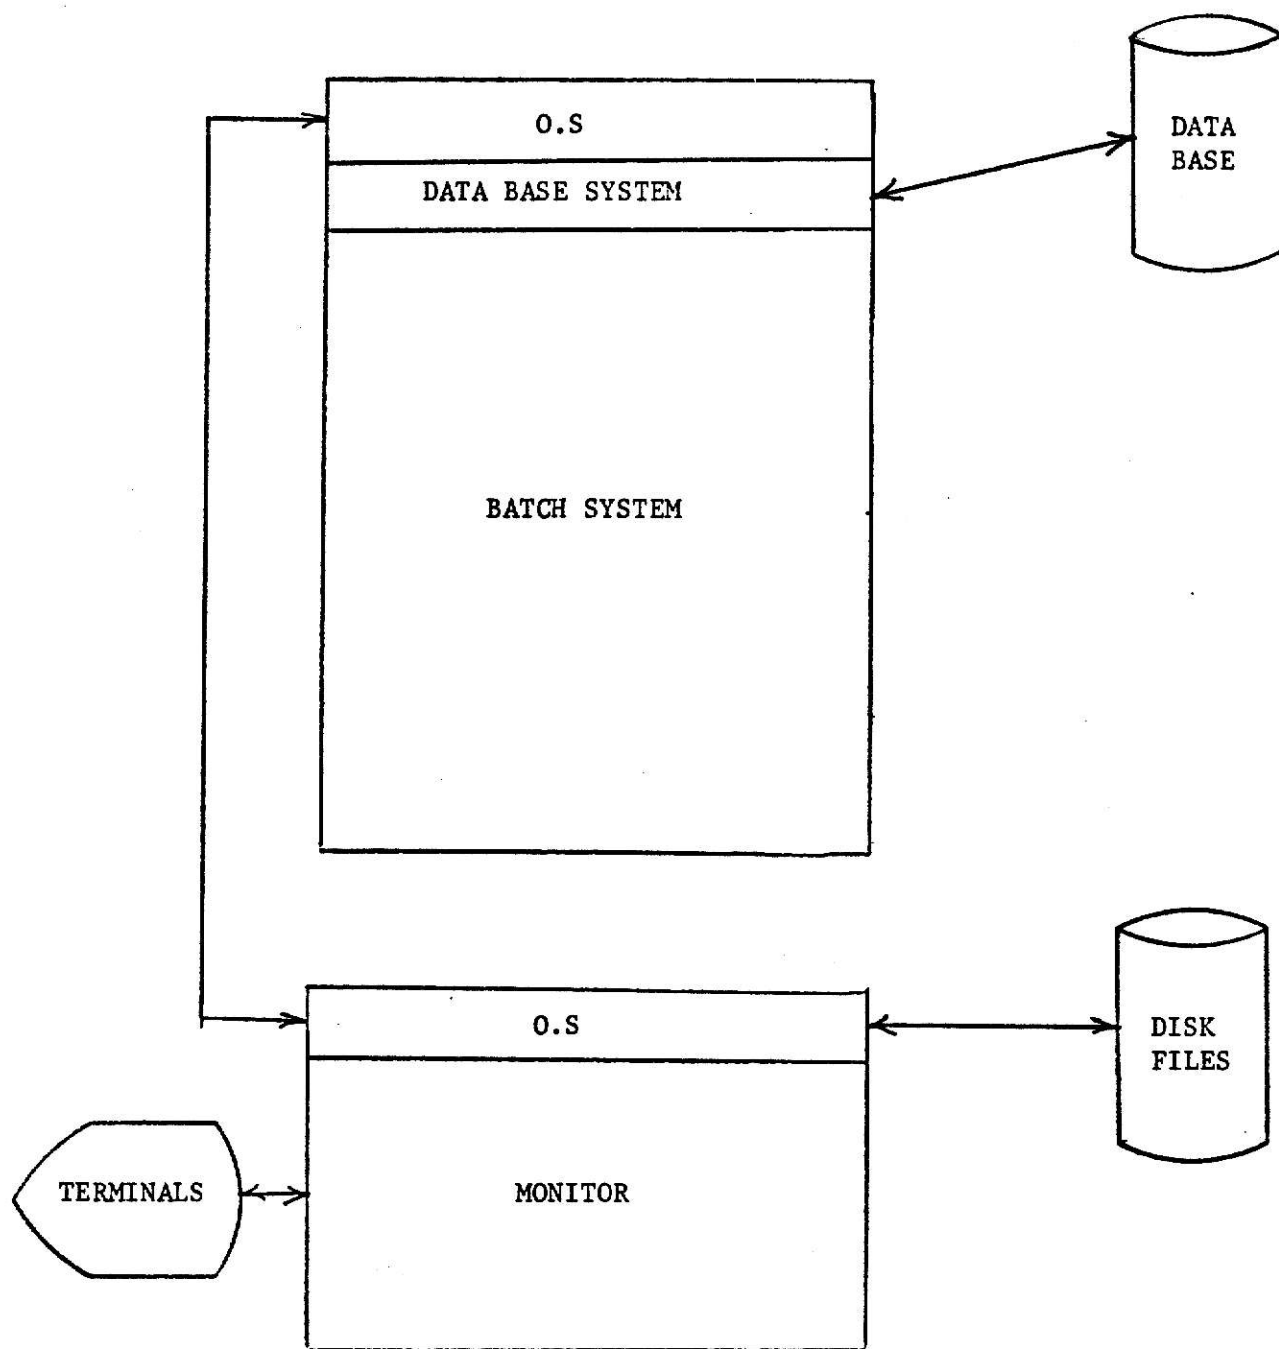 O.S
DATA BASE SYSTEM
DATA
BASE
BATCH SYSTEM
O.S
DISK
FILES
TERMINALS
MONITOR